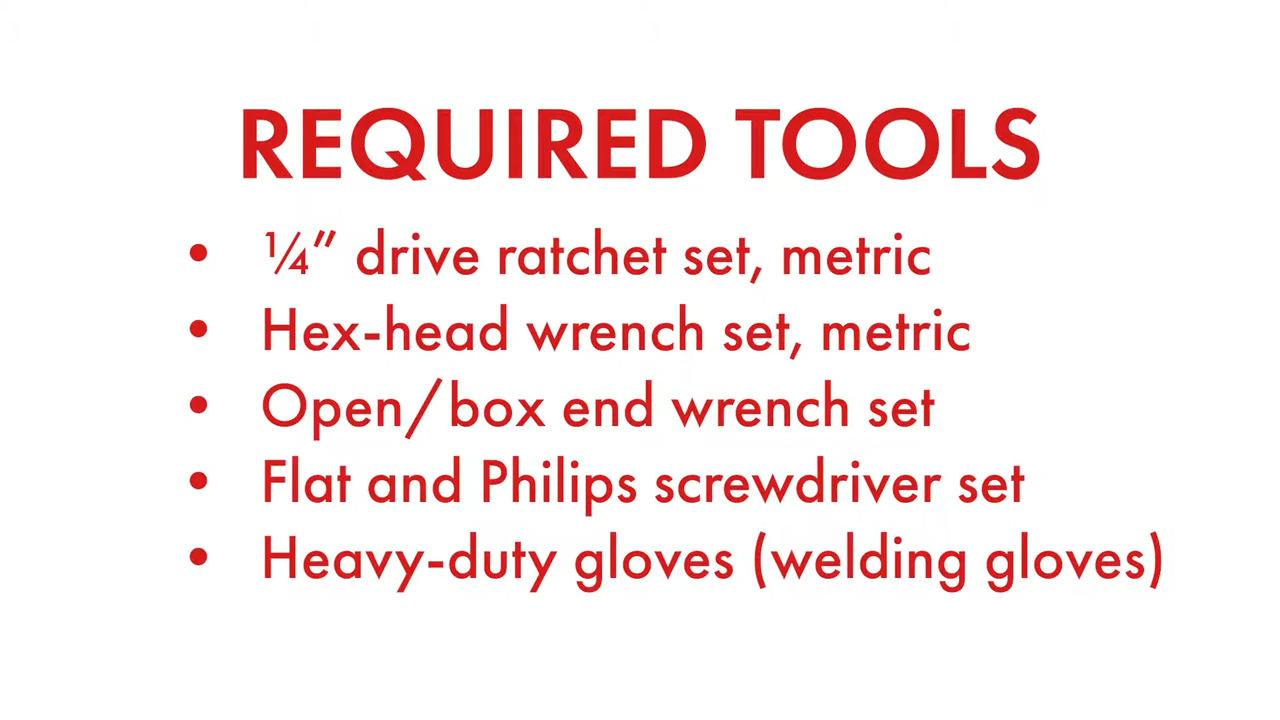 REQUIRED TOOLS
• ¼″ drive ratchet set, metric
• Hex-head wrench set, metric
• Open/box end wrench set
• Flat and Philips screwdriver set
• Heavy-duty gloves (welding gloves)